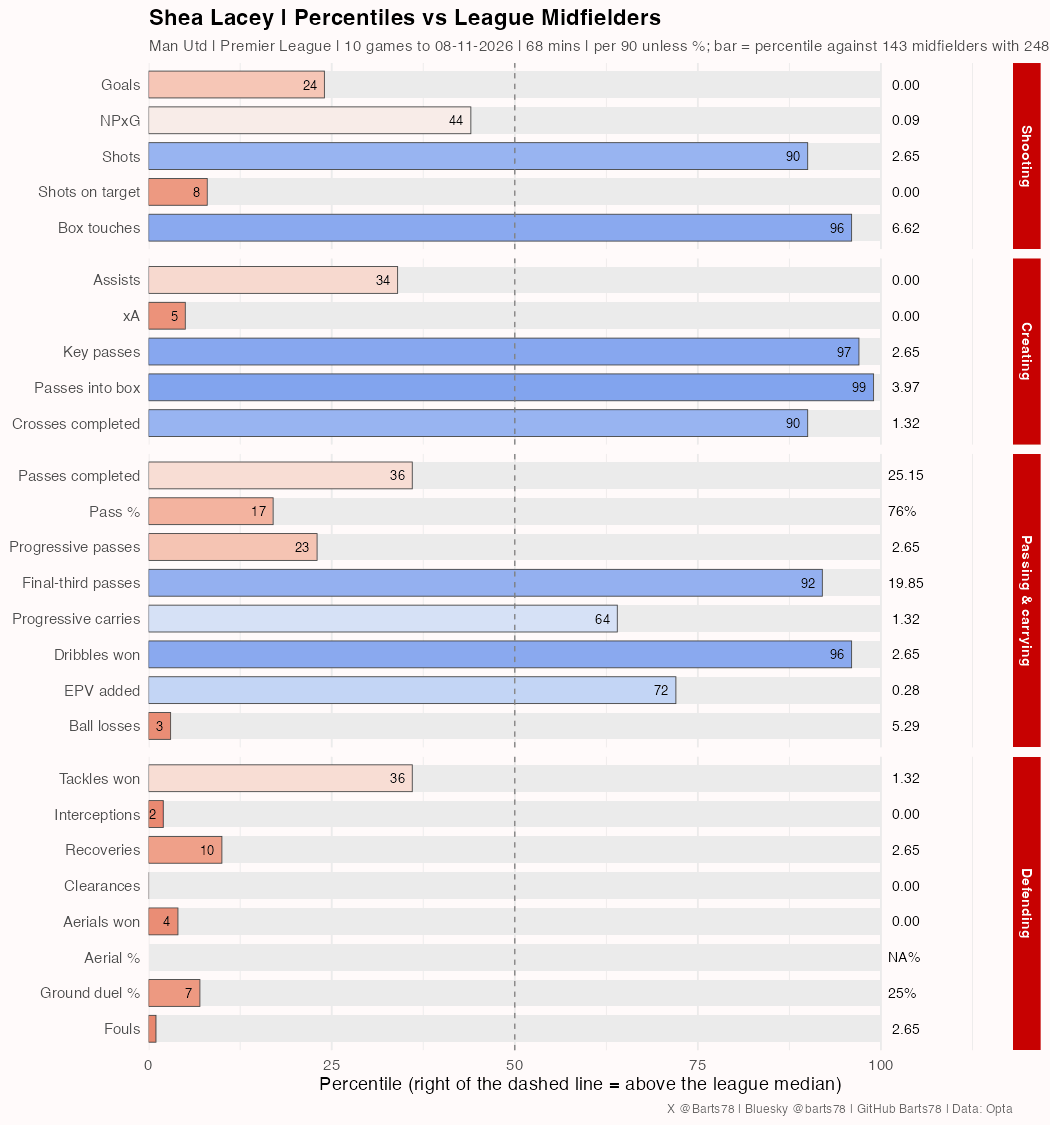 Shea Lacey | Percentiles vs League Midfielders
Man Utd | Premier League | 10 games to 08-11-2026 | 68 mins | per 90 unless %; bar = percentile against 143 midfielders with 248
Shooting
Goals 24 0.00
NPxG 44 0.09
Shots 90 2.65
Shots on target 8 0.00
Box touches 96 6.62
Creating
Assists 34 0.00
xA 5 0.00
Key passes 97 2.65
Passes into box 99 3.97
Crosses completed 90 1.32
Passing & carrying
Passes completed 36 25.15
Pass % 17 76%
Progressive passes 23 2.65
Final-third passes 92 19.85
Progressive carries 64 1.32
Dribbles won 96 2.65
EPV added 72 0.28
Ball losses 3 5.29
Defending
Tackles won 36 1.32
Interceptions 2 0.00
Recoveries 10 2.65
Clearances 0.00
Aerials won 4 0.00
Aerial % NA%
Ground duel % 7 25%
Fouls 2.65
0 25 50 75 100
Percentile (right of the dashed line = above the league median)
X @Barts78 | Bluesky @barts78 | GitHub Barts78 | Data: Opta